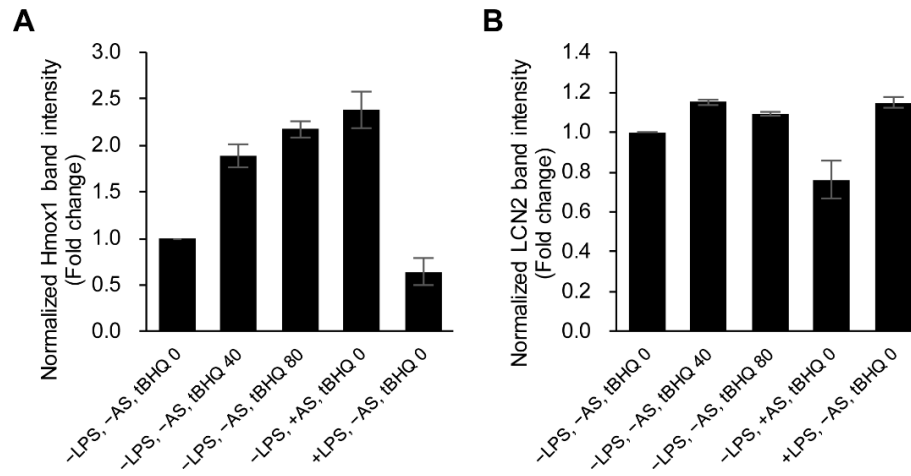 A
Normalized Hmox1 band intensity
(Fold change)
3.0
2.5
2.0
1.5
1.0
0.5
0.0
−LPS, −AS, tBHQ 0
−LPS, −AS, tBHQ 40
−LPS, −AS, tBHQ 80
−LPS, +AS, tBHQ 0
+LPS, −AS, tBHQ 0
B
Normalized LCN2 band intensity
(Fold change)
1.4
1.2
1.0
0.8
0.6
0.4
0.2
0.0
−LPS, −AS, tBHQ 0
−LPS, −AS, tBHQ 40
−LPS, −AS, tBHQ 80
−LPS, +AS, tBHQ 0
+LPS, −AS, tBHQ 0